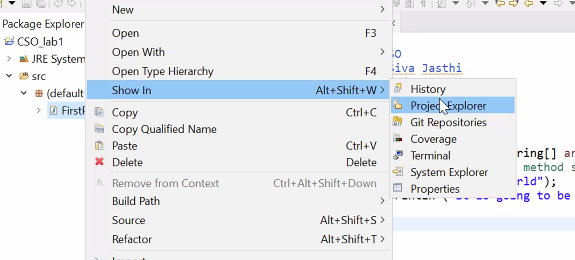 New
Package Explorer
Open F3
CSO_lab1
Open With
JRE System
Open Type Hierarchy F4
Siva Jasthi
src
Show In Alt+Shift+W
History
(default
Project Explorer
FirstP
Copy Ctrl+C
Git Repositories
Copy Qualified Name
Coverage
Paste Ctrl+V
Terminal
ring[] ar
Delete Delete
System Explorer
method s
Remove from Context Ctrl+Alt+Shift+Down
Properties
rld");
Build Path
"It is going to be
Source Alt+Shift+S
Refactor Alt+Shift+T